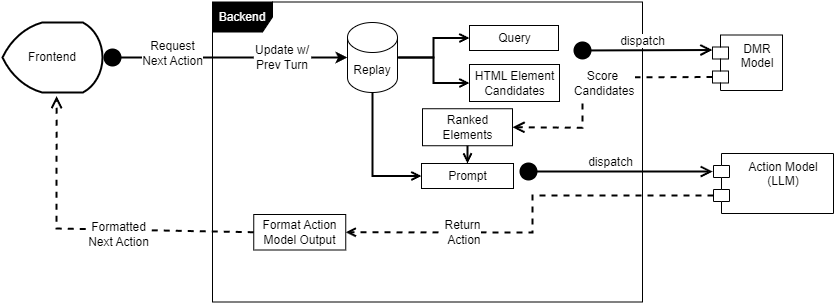 Backend
Frontend
Request
Next Action
Update w/
Prev Turn
Replay
Query
HTML Element
Candidates
dispatch
DMR
Model
Score
Candidates
Ranked
Elements
Prompt
dispatch
Action Model
(LLM)
Return
Action
Format Action
Model Output
Formatted
Next Action